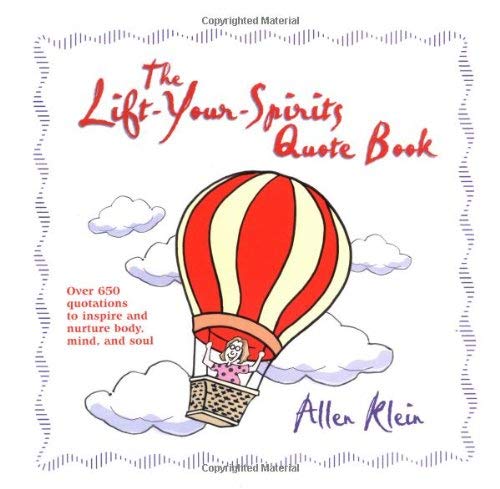 Copyrighted Material
The
Lift-Your-Spirits
Quote Book
Over 650
quotations
to inspire and
nurture body,
mind, and soul
Allen Klein
Copyrighted Material